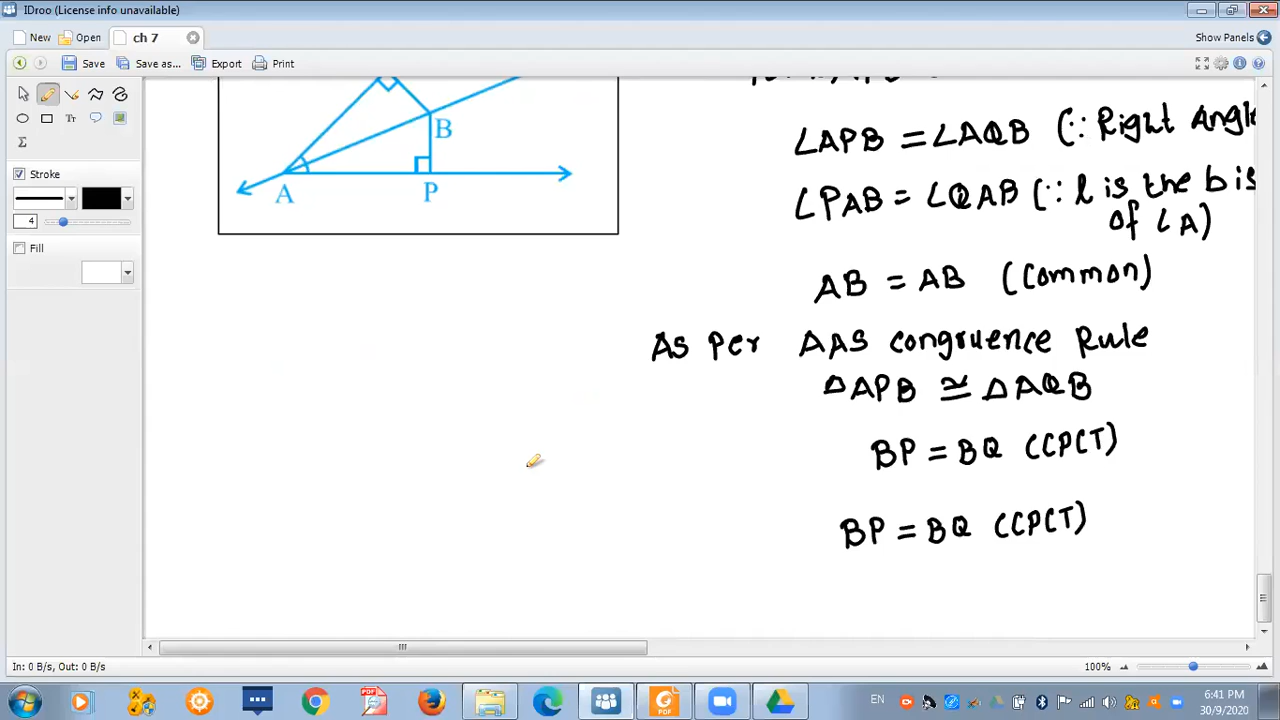 IDroo (License info unavailable)
New Open ch 7 Show Panels
Save Save as... Export Print
Tr
Σ
Stroke
4
Fill
B
A P
∠APB = ∠AQB (∵ Right Angle
∠PAB = ∠QAB (∵ l is the bis
of ∠A)
AB = AB (Common)
As Per AAS congruence Rule
△APB ≅ △AQB
BP = BQ (CPCT)
BP = BQ (CPCT)
In: 0 B/s, Out: 0 B/s 100%
EN 6:41 PM
30/9/2020